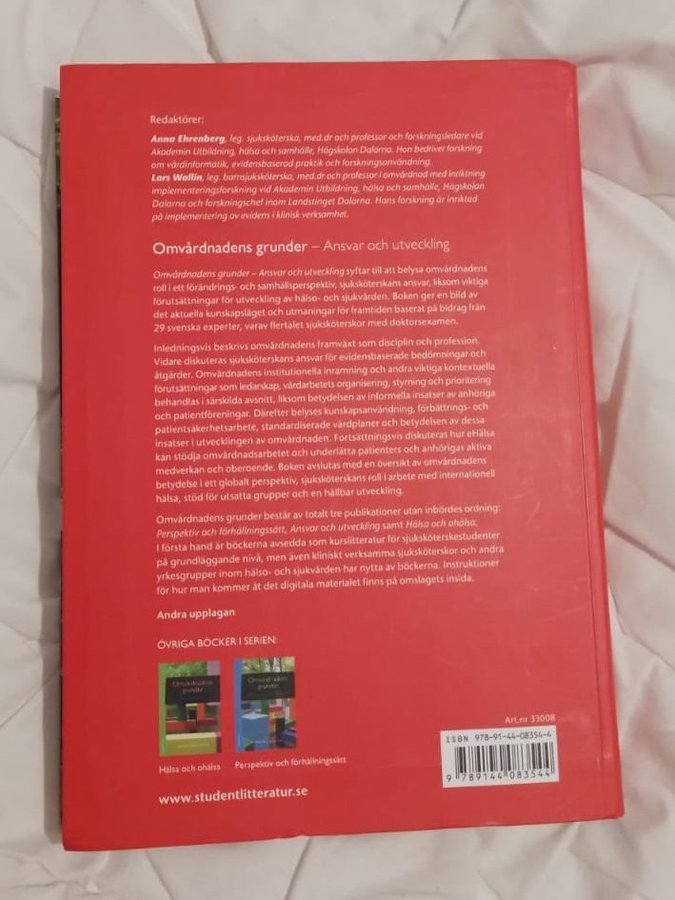 Redaktörer:
Anna Ehrenberg, leg. sjuksköterska, med.dr och professor och forskningsledare vid
Akademin Utbildning, hälsa och samhälle, Högskolan Dalarna. Hon bedriver forskning
om vårdinformatik, evidensbaserad praktik och forskningsanvändning.
Lars Wallin, leg. barnsjuksköterska, med.dr och professor i omvårdnad med inriktning
implementeringsforskning vid Akademin Utbildning, hälsa och samhälle, Högskolan
Dalarna och forskningschef inom Landstinget Dalarna. Hans forskning är inriktad
på implementering av evidens i klinisk verksamhet.
Omvårdnadens grunder – Ansvar och utveckling
Omvårdnadens grunder – Ansvar och utveckling syftar till att belysa omvårdnadens
roll i ett förändrings- och samhällsperspektiv, sjuksköterskans ansvar, liksom viktiga
förutsättningar för utveckling av hälso- och sjukvården. Boken ger en bild av
det aktuella kunskapsläget och utmaningar för framtiden baserat på bidrag från
29 svenska experter, varav flertalet sjuksköterskor med doktorsexamen.
Inledningsvis beskrivs omvårdnadens framväxt som disciplin och profession.
Vidare diskuteras sjuksköterskans ansvar för evidensbaserade bedömningar och
åtgärder. Omvårdnadens institutionella inramning och andra viktiga kontextuella
förutsättningar som ledarskap, vårdarbetets organisering, styrning och prioritering
behandlas i särskilda avsnitt, liksom betydelsen av informella insatser av anhöriga
och patientföreningar. Därefter belyses kunskapsanvändning, förbättrings- och
patientsäkerhetsarbete, standardiserade vårdplaner och betydelsen av dessa
insatser i utvecklingen av omvårdnaden. Fortsättningsvis diskuteras hur eHälsa
kan stödja omvårdnadsarbetet och underlätta patienters och anhörigas aktiva
medverkan och oberoende. Boken avslutas med en översikt av omvårdnadens
betydelse i ett globalt perspektiv, sjuksköterskans roll i arbete med internationell
hälsa, stöd för utsatta grupper och en hållbar utveckling.
Omvårdnadens grunder består av totalt tre publikationer utan inbördes ordning:
Perspektiv och förhållningssätt, Ansvar och utveckling samt Hälsa och ohälsa.
I första hand är böckerna avsedda som kurslitteratur för sjuksköterskestudenter
på grundläggande nivå, men även kliniskt verksamma sjuksköterskor och andra
yrkesgrupper inom hälso- och sjukvården har nytta av böckerna. Instruktioner
för hur man kommer åt det digitala materialet finns på omslagets insida.
Andra upplagan
ÖVRIGA BÖCKER I SERIEN:
Omvårdnadens
grunder
Omvårdnadens
grunder
Hälsa och ohälsa
Perspektiv och förhållningssätt
www.studentlitteratur.se
Art.nr 33008
ISBN 978-91-44-08354-4
9 789144 083544